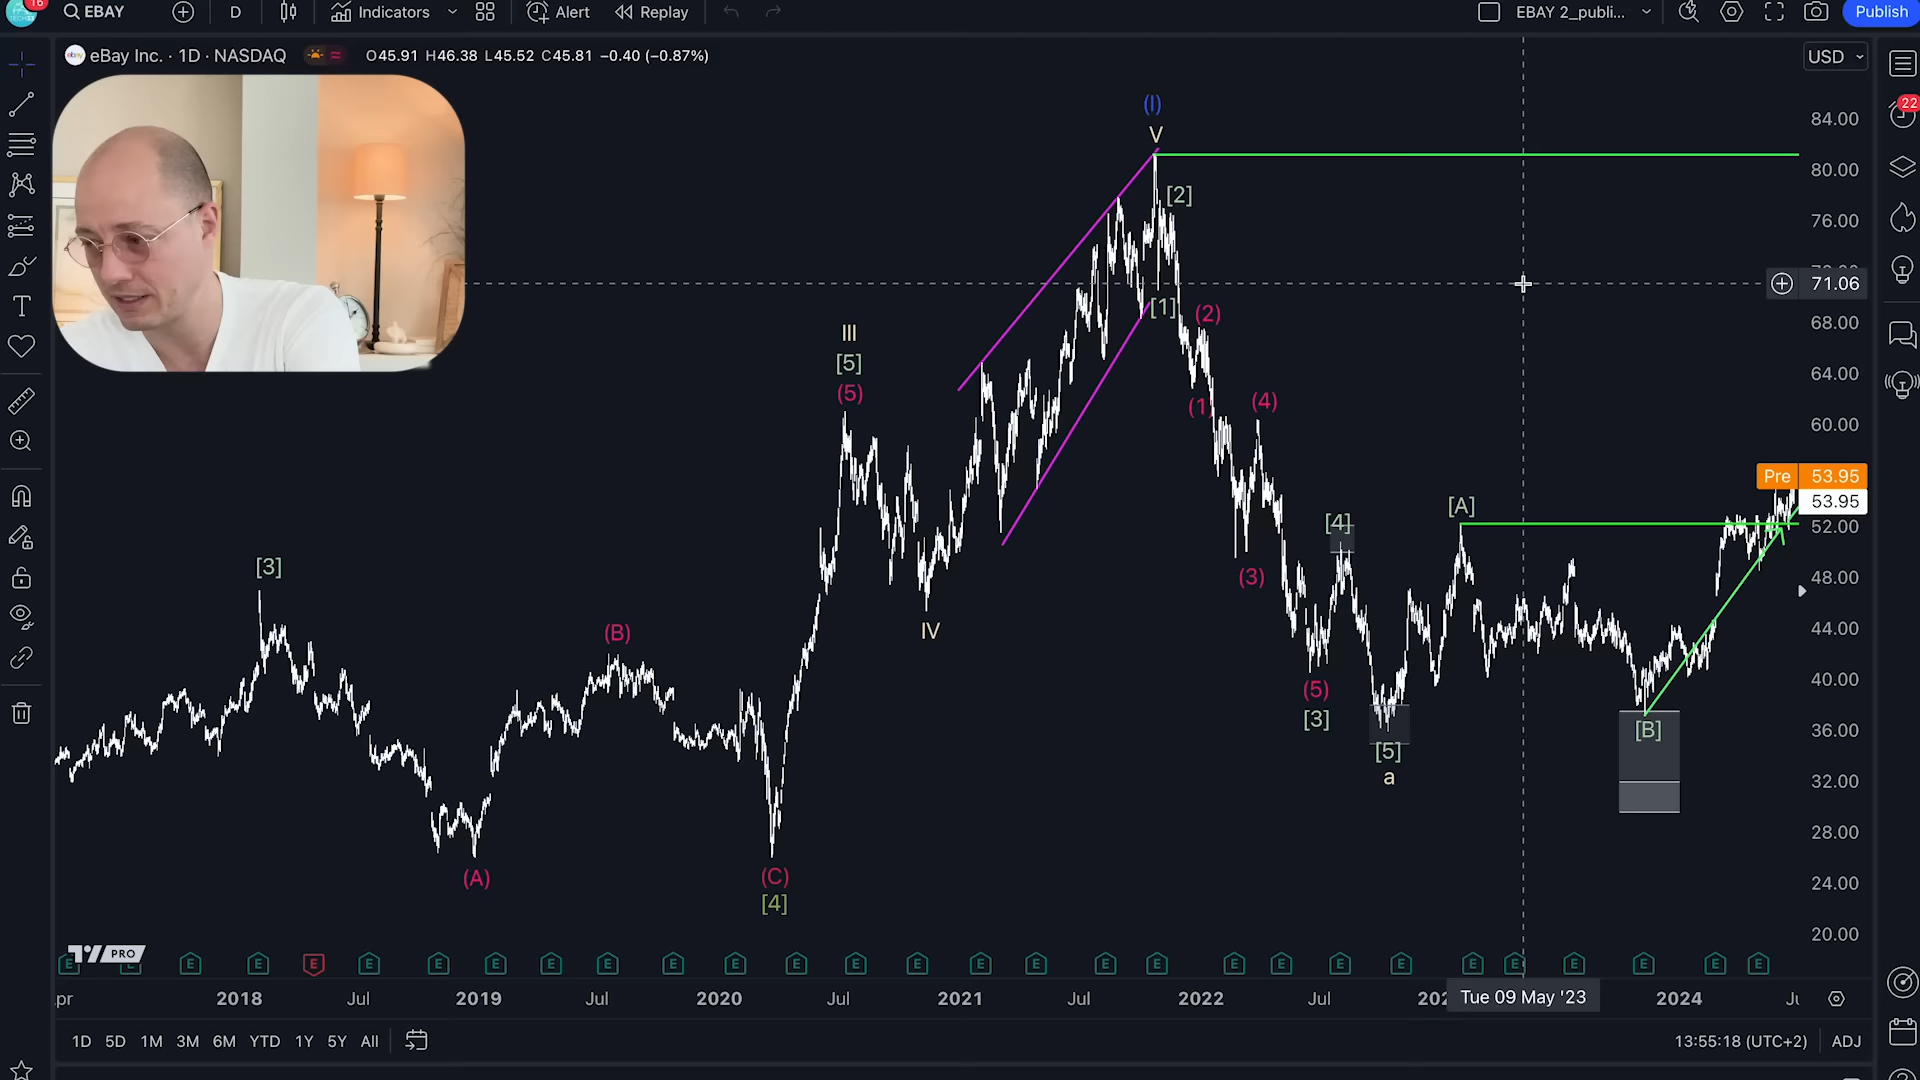 16
EBAY
D
Indicators
Alert
Replay
EBAY 2_publi...
Publish
eBay Inc. · 1D · NASDAQ
O45.91 H46.38 L45.52 C45.81 −0.40 (−0.87%)
USD
22
(I)
V
[2]
[1]
(2)
(1)
(4)
(3)
III
[5]
(5)
IV
[3]
(B)
(A)
(C)
[4]
[4]
(5)
[3]
[5]
a
[A]
[B]
84.00
80.00
76.00
71.06
68.00
64.00
60.00
Pre 53.95
53.95
52.00
48.00
44.00
40.00
36.00
32.00
28.00
24.00
20.00
PRO
E E E E E E E E E E E E E E E E E E E E E E E E E E E E E
2018 Jul 2019 Jul 2020 Jul 2021 Jul 2022 Jul Tue 09 May '23 2024
1D 5D 1M 3M 6M YTD 1Y 5Y All
13:55:18 (UTC+2) ADJ